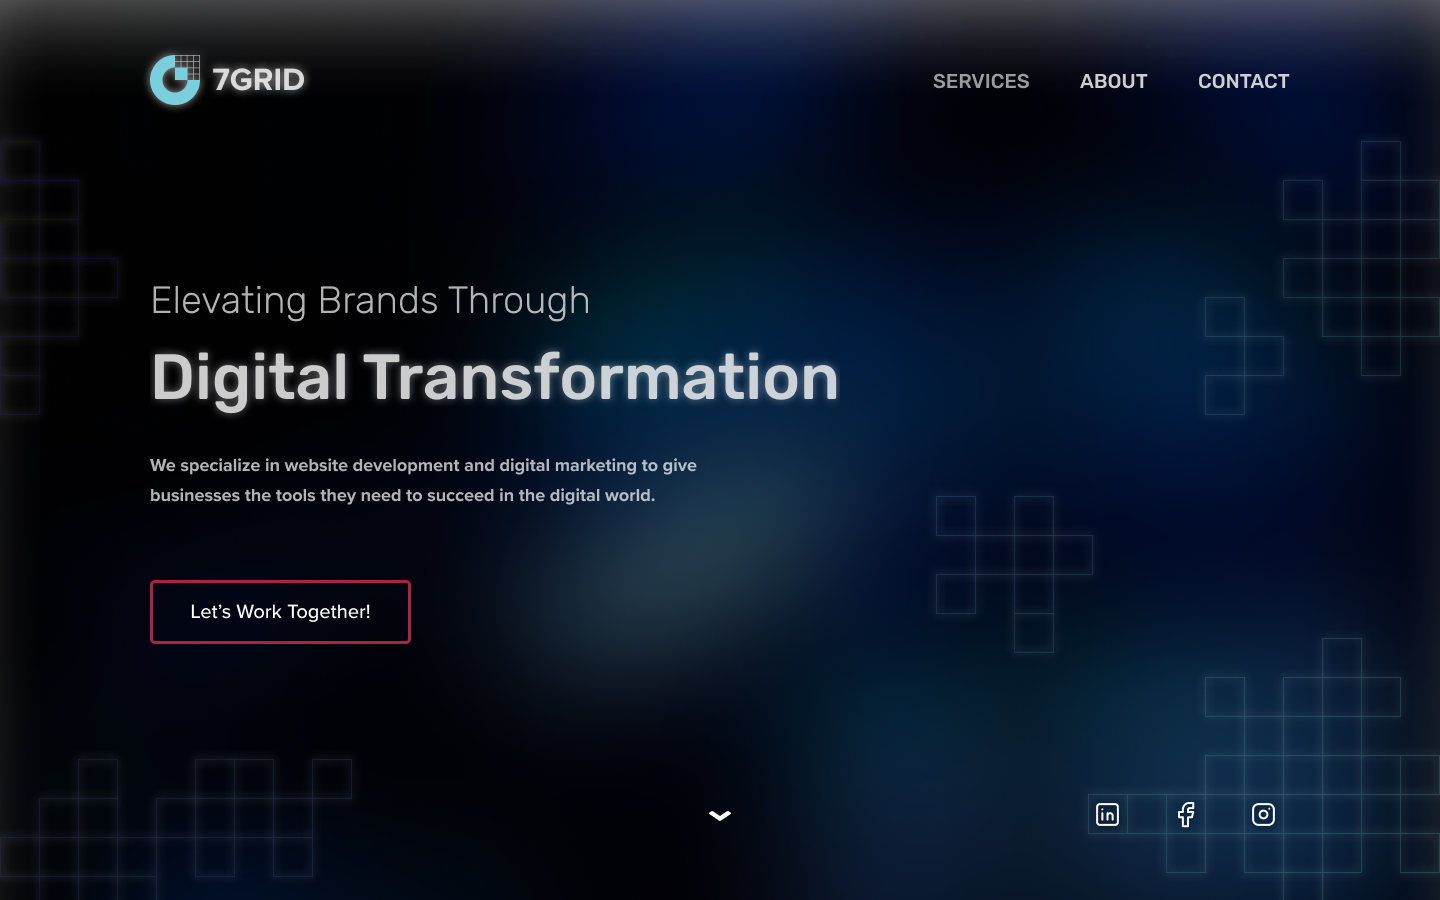 7GRID
SERVICES ABOUT CONTACT
Elevating Brands Through
Digital Transformation
We specialize in website development and digital marketing to give
businesses the tools they need to succeed in the digital world.
Let’s Work Together!
in